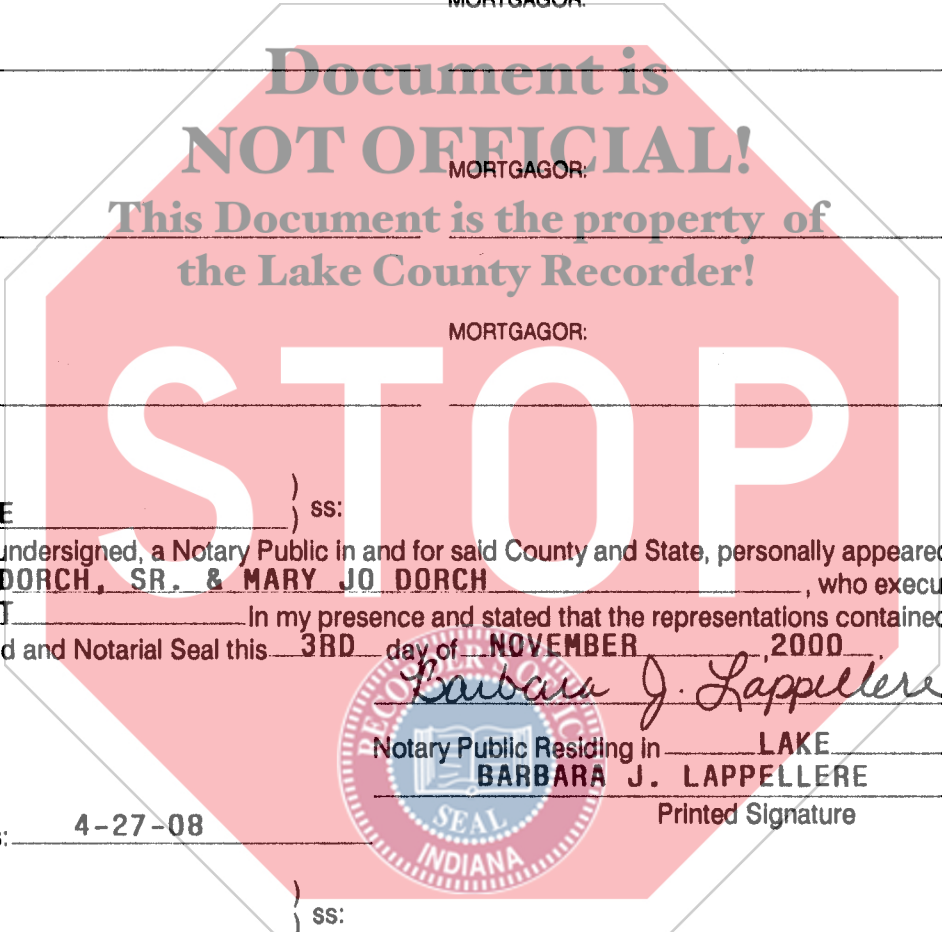 MORTGAGOR:
Document is
NOT OFFICIAL!
MORTGAGOR:
This Document is the property of
the Lake County Recorder!
MORTGAGOR:
STOP
E ) ss:
undersigned, a Notary Public in and for said County and State, personally appeared
DORCH, SR. & MARY JO DORCH , who execu
T In my presence and stated that the representations contained
d and Notarial Seal this 3RD day of NOVEMBER ,2000 .
Barbara J. Lappellere
Notary Public Residing in LAKE
BARBARA J. LAPPELLERE
Printed Signature
s: 4-27-08
RECORDER'S OFFICE
SEAL
INDIANA
) ss: